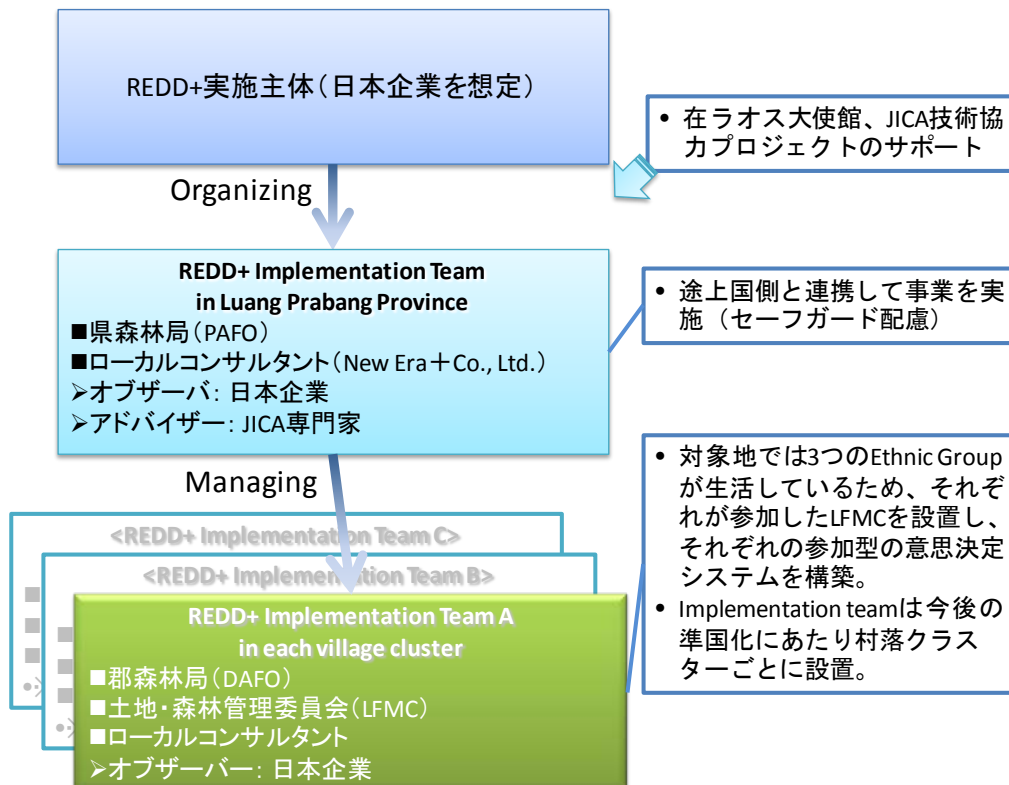 REDD+実施主体（日本企業を想定）
• 在ラオス大使館、JICA技術協
力プロジェクトのサポート
Organizing
REDD+ Implementation Team
in Luang Prabang Province
■県森林局（PAFO）
■ローカルコンサルタント（New Era＋Co., Ltd.）
➢オブザーバ： 日本企業
➢アドバイザー： JICA専門家
• 途上国側と連携して事業を実
施（セーフガード配慮）
Managing
<REDD+ Implementation Team C>
<REDD+ Implementation Team B>
REDD+ Implementation Team A
in each village cluster
■郡森林局（DAFO）
■土地・森林管理委員会（LFMC）
■ローカルコンサルタント
➢オブザーバー： 日本企業
• 対象地では3つのEthnic Group
が生活しているため、それぞ
れが参加したLFMCを設置し、
それぞれの参加型の意思決定
システムを構築。
• Implementation teamは今後の
準国化にあたり村落クラス
ターごとに設置。